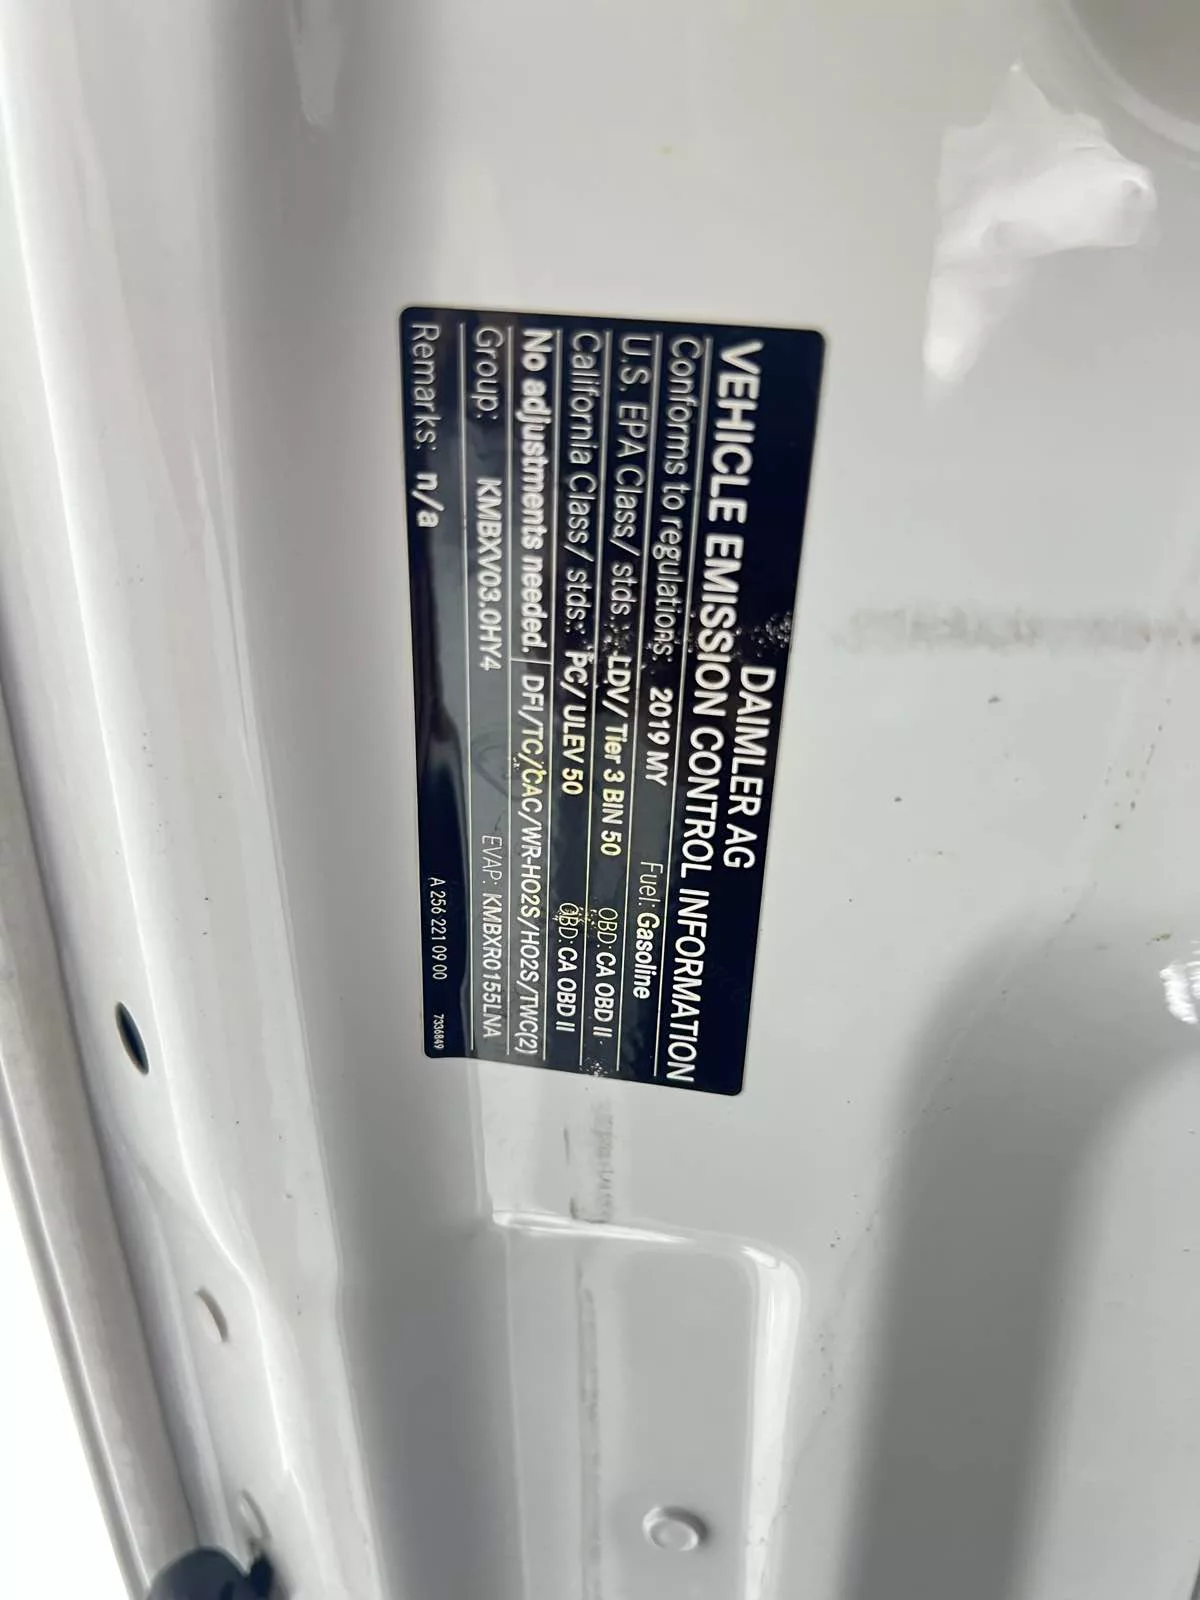 DAIMLER AG
VEHICLE EMISSION CONTROL INFORMATION
Conforms to regulations: 2019 MY Fuel: Gasoline
U.S. EPA Class/ stds.: LDV/ Tier 3 BIN 50 OBD: CA OBD II
California Class/ stds.: PC/ ULEV 50 OBD: CA OBD II
No adjustments needed. DFI/TC/CAC/WR-HO2S/HO2S/TWC(2)
Group: KMBXV03.0HY4 EVAP: KMBXR0155LNA
Remarks: n/a A 256 221 09 00 7336849